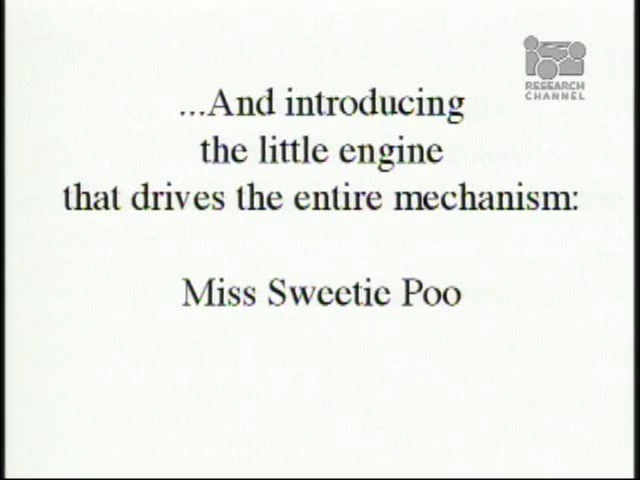 RESEARCH
CHANNEL
...And introducing
the little engine
that drives the entire mechanism:
Miss Sweetie Poo